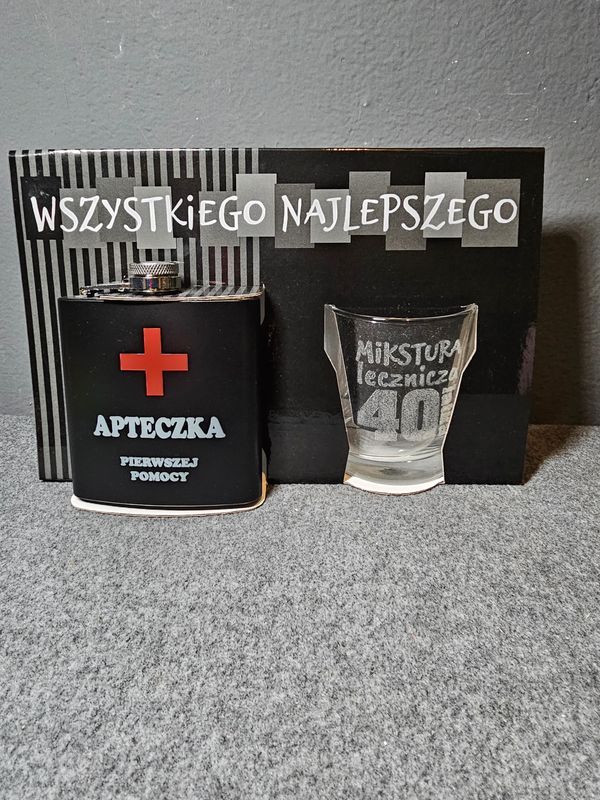 WSZYSTKiEGO NAJLEPSZEGO
APTECZKA
PIERWSZEJ
POMOCY
MiKSTURA
lecznicza
40